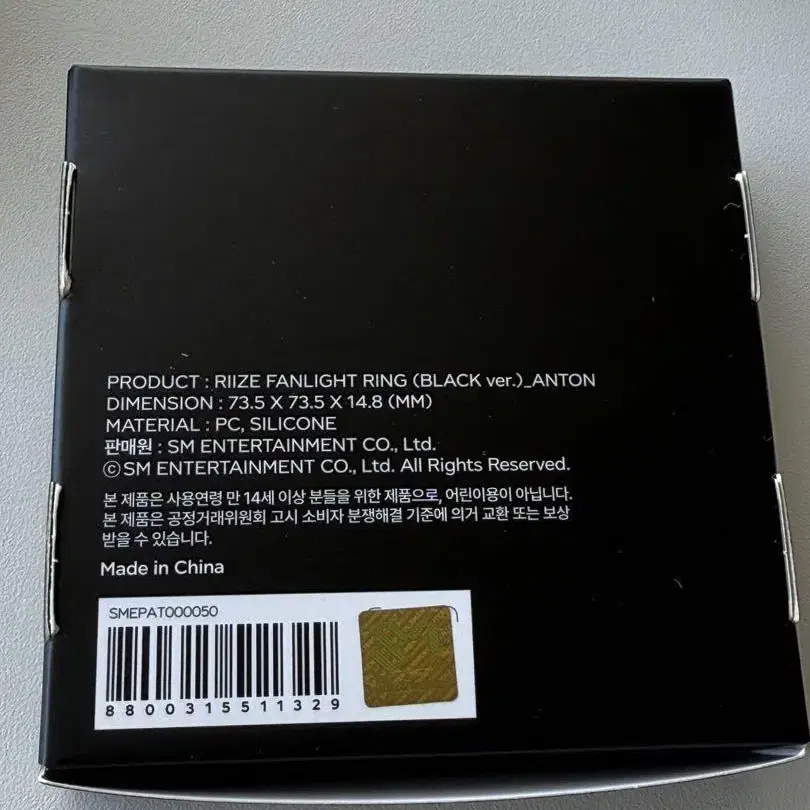 PRODUCT : RIIZE FANLIGHT RING (BLACK ver.)_ANTON
DIMENSION : 73.5 X 73.5 X 14.8 (MM)
MATERIAL : PC, SILICONE
판매원 : SM ENTERTAINMENT CO., Ltd.
ⓒSM ENTERTAINMENT CO., Ltd. All Rights Reserved.
본 제품은 사용연령 만 14세 이상 분들을 위한 제품으로, 어린이용이 아닙니다.
본 제품은 공정거래위원회 고시 소비자 분쟁해결 기준에 의거 교환 또는 보상
받을 수 있습니다.
Made in China
SMEPAT000050
8800315511329